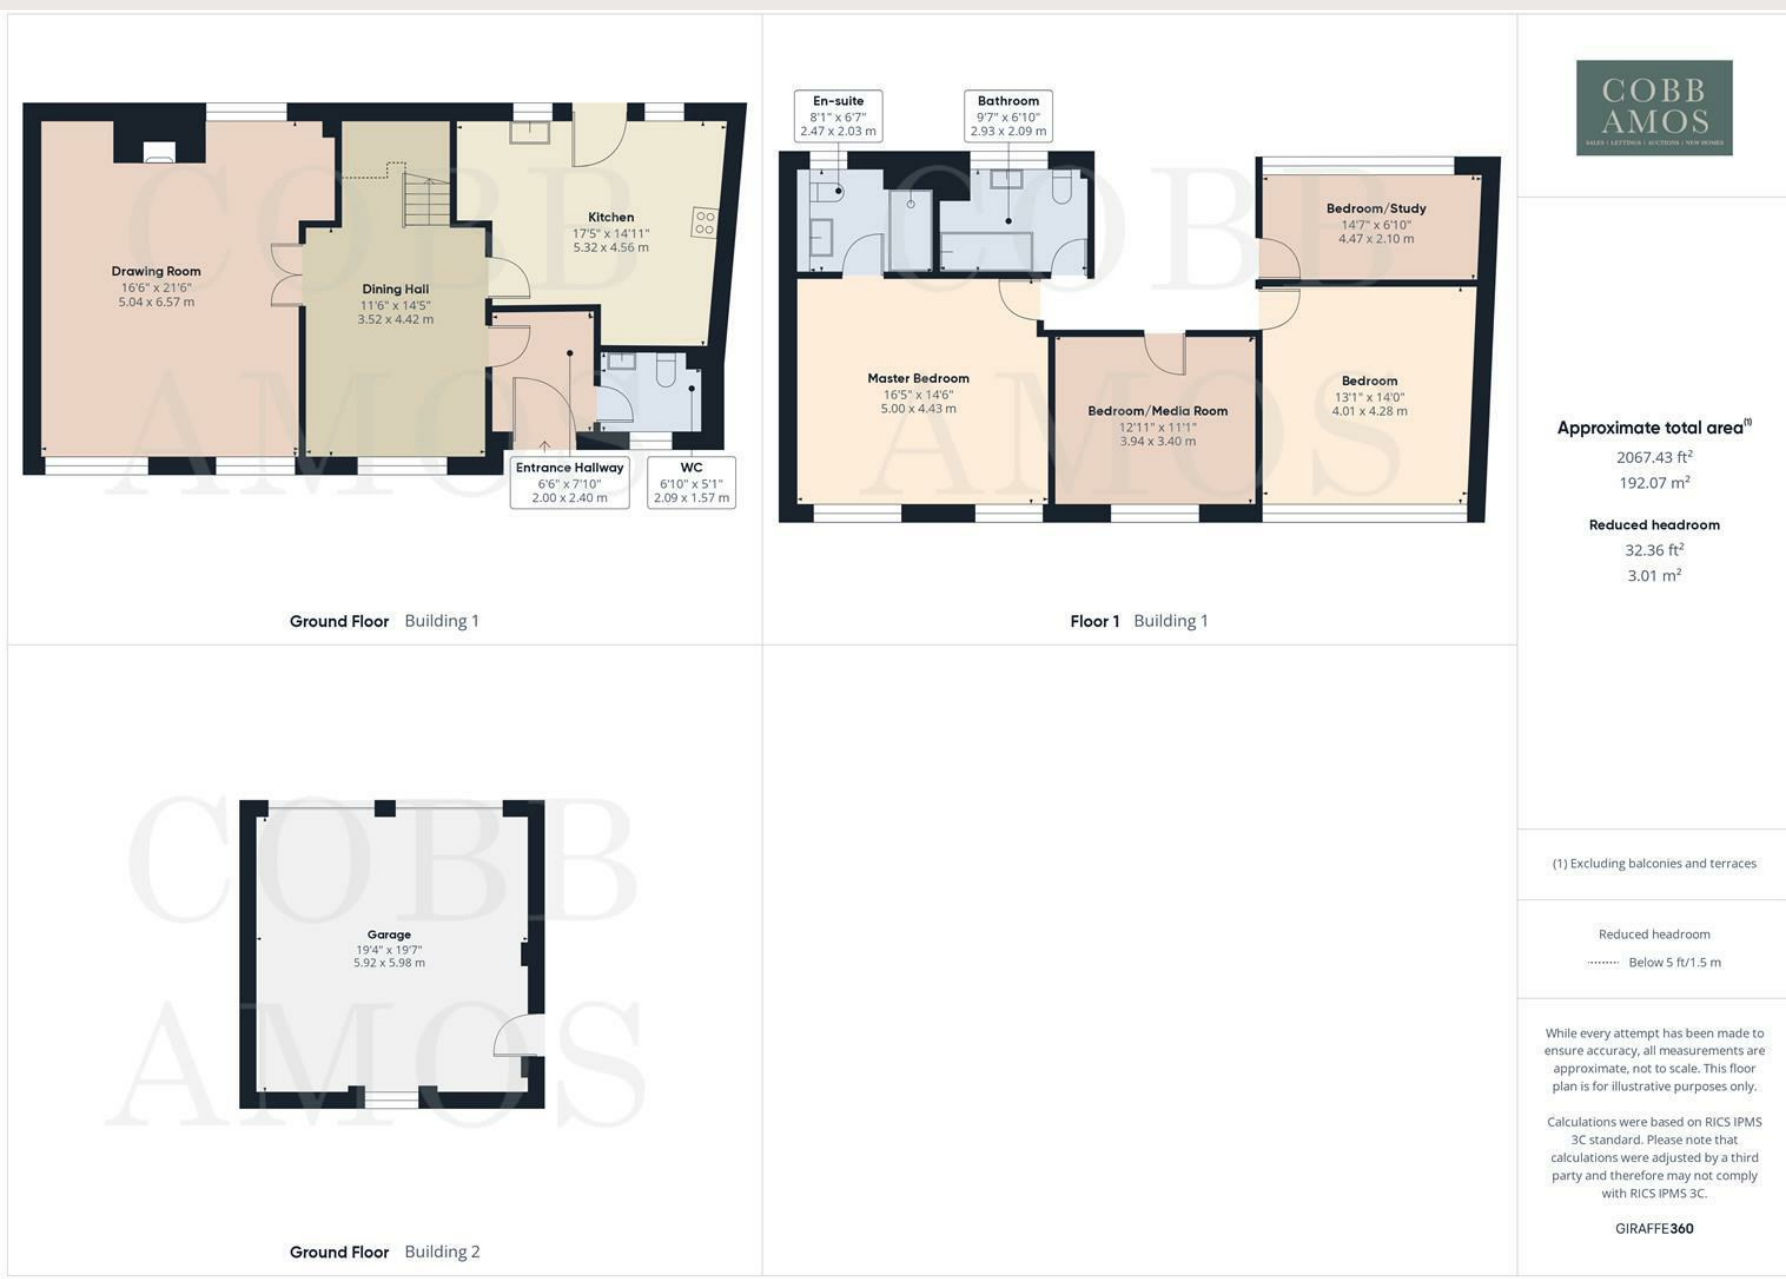 En-suite
8'1" x 6'7"
2.47 x 2.03 m
Bathroom
9'7" x 6'10"
2.93 x 2.09 m
COBB
AMOS
SALES | LETTINGS | AUCTIONS | NEW HOMES
COBB
AMOS
Drawing Room
16'6" x 21'6"
5.04 x 6.57 m
Dining Hall
11'6" x 14'5"
3.52 x 4.42 m
Kitchen
17'5" x 14'11"
5.32 x 4.56 m
Entrance Hallway
6'6" x 7'10"
2.00 x 2.40 m
WC
6'10" x 5'1"
2.09 x 1.57 m
Ground Floor Building 1
COBB
AMOS
Bedroom/Study
14'7" x 6'10"
4.47 x 2.10 m
Master Bedroom
16'5" x 14'6"
5.00 x 4.43 m
Bedroom/Media Room
12'11" x 11'1"
3.94 x 3.40 m
Bedroom
13'1" x 14'0"
4.01 x 4.28 m
Floor 1 Building 1
Approximate total area(1)
2067.43 ft²
192.07 m²
Reduced headroom
32.36 ft²
3.01 m²
COBB
AMOS
Garage
19'4" x 19'7"
5.92 x 5.98 m
Ground Floor Building 2
(1) Excluding balconies and terraces
Reduced headroom
Below 5 ft/1.5 m
While every attempt has been made to
ensure accuracy, all measurements are
approximate, not to scale. This floor
plan is for illustrative purposes only.
Calculations were based on RICS IPMS
3C standard. Please note that
calculations were adjusted by a third
party and therefore may not comply
with RICS IPMS 3C.
GIRAFFE360